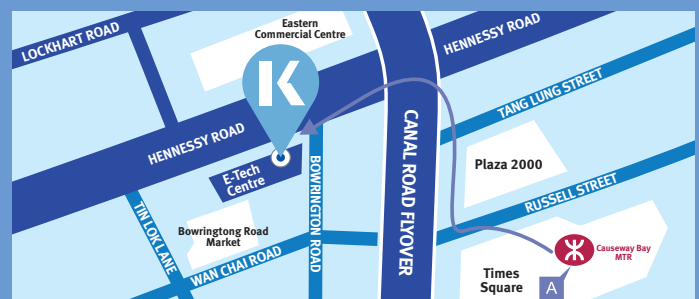 LOCKHART ROAD
Eastern
Commercial Centre
HENNESSY ROAD
K
TANG LUNG STREET
HENNESSY ROAD
CANAL ROAD FLYOVER
E-Tech
Centre
BOWRINGTON ROAD
Plaza 2000
RUSSELL STREET
TIN LOK LANE
Bowringtong Road
Market
WAN CHAI ROAD
Causeway Bay
MTR
Times
Square
A